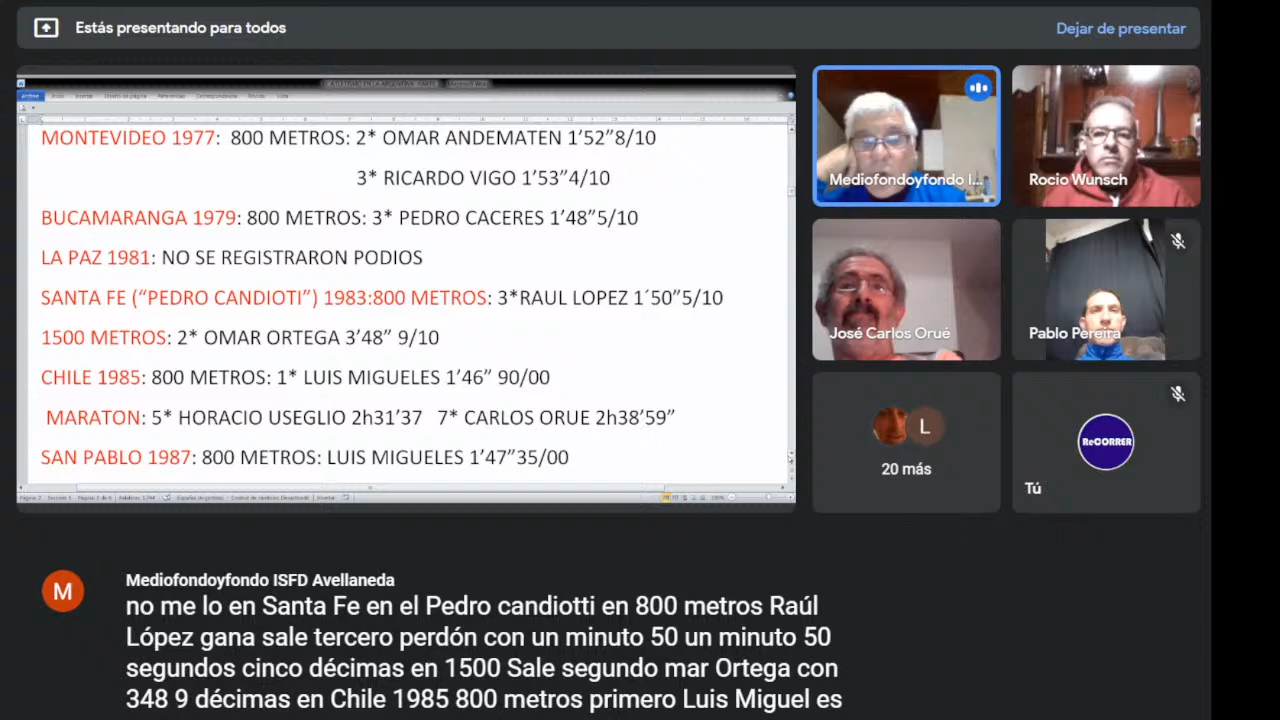 Estás presentando para todos
Dejar de presentar
MONTEVIDEO 1977: 800 METROS: 2* OMAR ANDEMATEN 1’52”8/10
3* RICARDO VIGO 1’53”4/10
BUCAMARANGA 1979: 800 METROS: 3* PEDRO CACERES 1’48”5/10
LA PAZ 1981: NO SE REGISTRARON PODIOS
SANTA FE (“PEDRO CANDIOTI”) 1983:800 METROS: 3*RAUL LOPEZ 1´50”5/10
1500 METROS: 2* OMAR ORTEGA 3’48” 9/10
CHILE 1985: 800 METROS: 1* LUIS MIGUELES 1’46” 90/00
MARATON: 5* HORACIO USEGLIO 2h31’37 7* CARLOS ORUE 2h38’59”
SAN PABLO 1987: 800 METROS: LUIS MIGUELES 1’47”35/00
Mediofondoyfondo I...
Rocio Wunsch
José Carlos Orué
Pablo Pereira
L
20 más
ReCORRER
Tú
M
Mediofondoyfondo ISFD Avellaneda
no me lo en Santa Fe en el Pedro candiotti en 800 metros Raúl
López gana sale tercero perdón con un minuto 50 un minuto 50
segundos cinco décimas en 1500 Sale segundo mar Ortega con
348 9 décimas en Chile 1985 800 metros primero Luis Miguel es